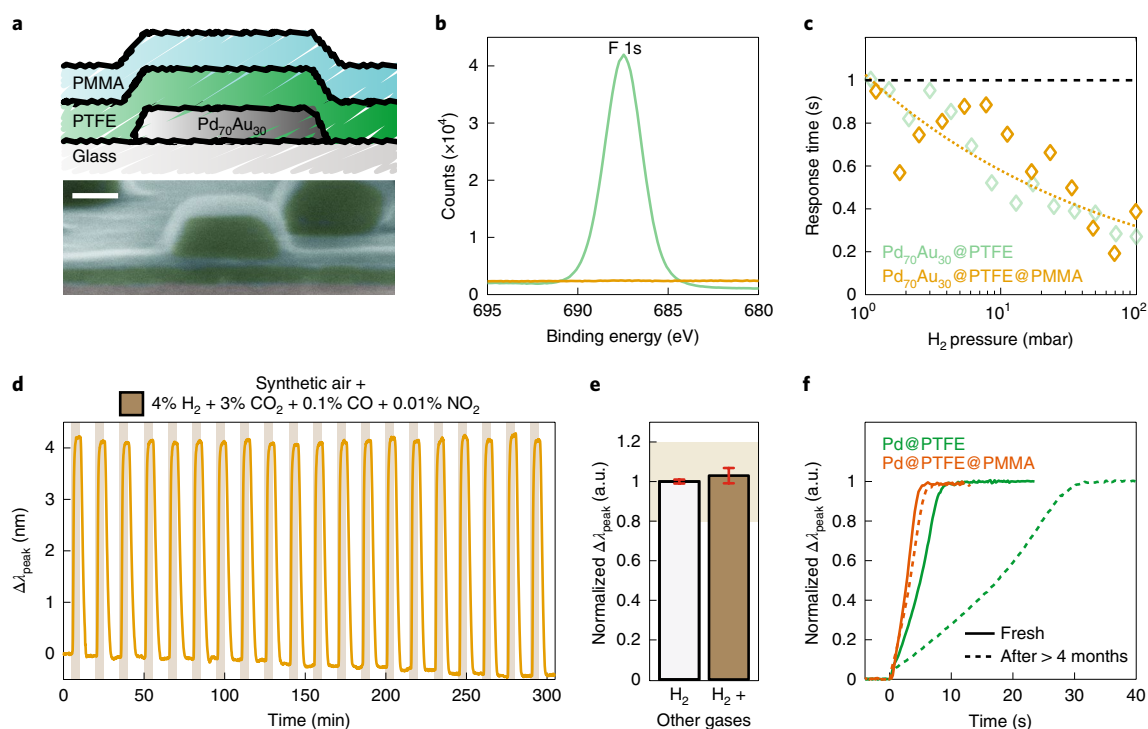 a
PMMA
PTFE
Pd₇₀Au₃₀
Glass
b
F 1s
Counts (×10⁴)
4
3
2
1
0
695
690
685
680
Binding energy (eV)
c
Response time (s)
1
0.8
0.6
0.4
0.2
0
Pd₇₀Au₃₀@PTFE
Pd₇₀Au₃₀@PTFE@PMMA
10⁰
10¹
10²
H₂ pressure (mbar)
d
Synthetic air +
4% H₂ + 3% CO₂ + 0.1% CO + 0.01% NO₂
Δλpeak (nm)
4
3
2
1
0
0
50
100
150
200
250
300
Time (min)
e
Normalized Δλpeak (a.u.)
1.2
1
0.8
0.6
0.4
0.2
0
H₂
H₂ +
Other gases
f
Normalized Δλpeak (a.u.)
1.2
1
0.8
0.6
0.4
0.2
0
Pd@PTFE
Pd@PTFE@PMMA
Fresh
After > 4 months
0
10
20
30
40
Time (s)